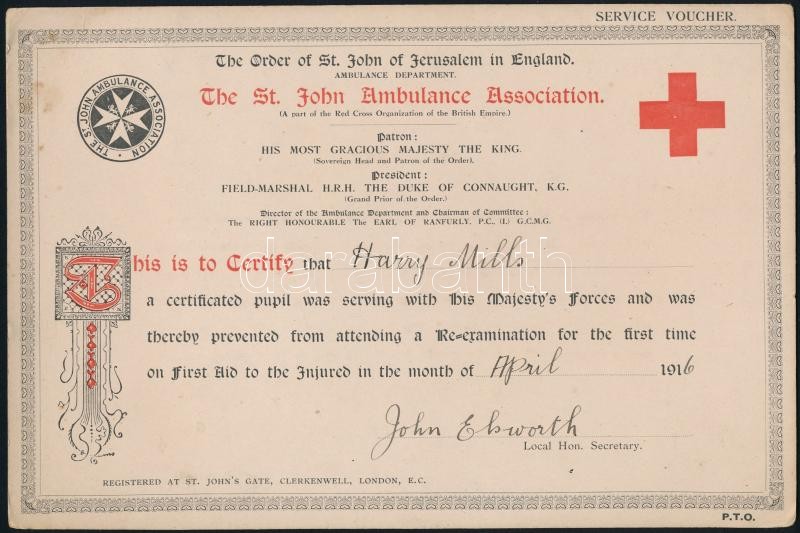 SERVICE VOUCHER.
The Order of St. John of Jerusalem in England.
AMBULANCE DEPARTMENT.
The St. John Ambulance Association.
(A part of the Red Cross Organization of the British Empire.)
THE ST JOHN AMBULANCE ASSOCIATION
Patron:
HIS MOST GRACIOUS MAJESTY THE KING.
(Sovereign Head and Patron of the Order).
President:
FIELD-MARSHAL H.R.H. THE DUKE OF CONNAUGHT, K.G.
(Grand Prior of the Order.)
Director of the Ambulance Department and Chairman of Committee:
The RIGHT HONOURABLE The EARL OF RANFURLY, P.C. (I.) G.C.M.G.
This is to Certify that Harry Mills
darabanth
a certificated pupil was serving with His Majesty's Forces and was
thereby prevented from attending a Re=examination for the first time
on First Aid to the Injured in the month of April 1916
John Elsworth
Local Hon. Secretary.
REGISTERED AT ST. JOHN'S GATE, CLERKENWELL, LONDON, E.C.
P.T.O.